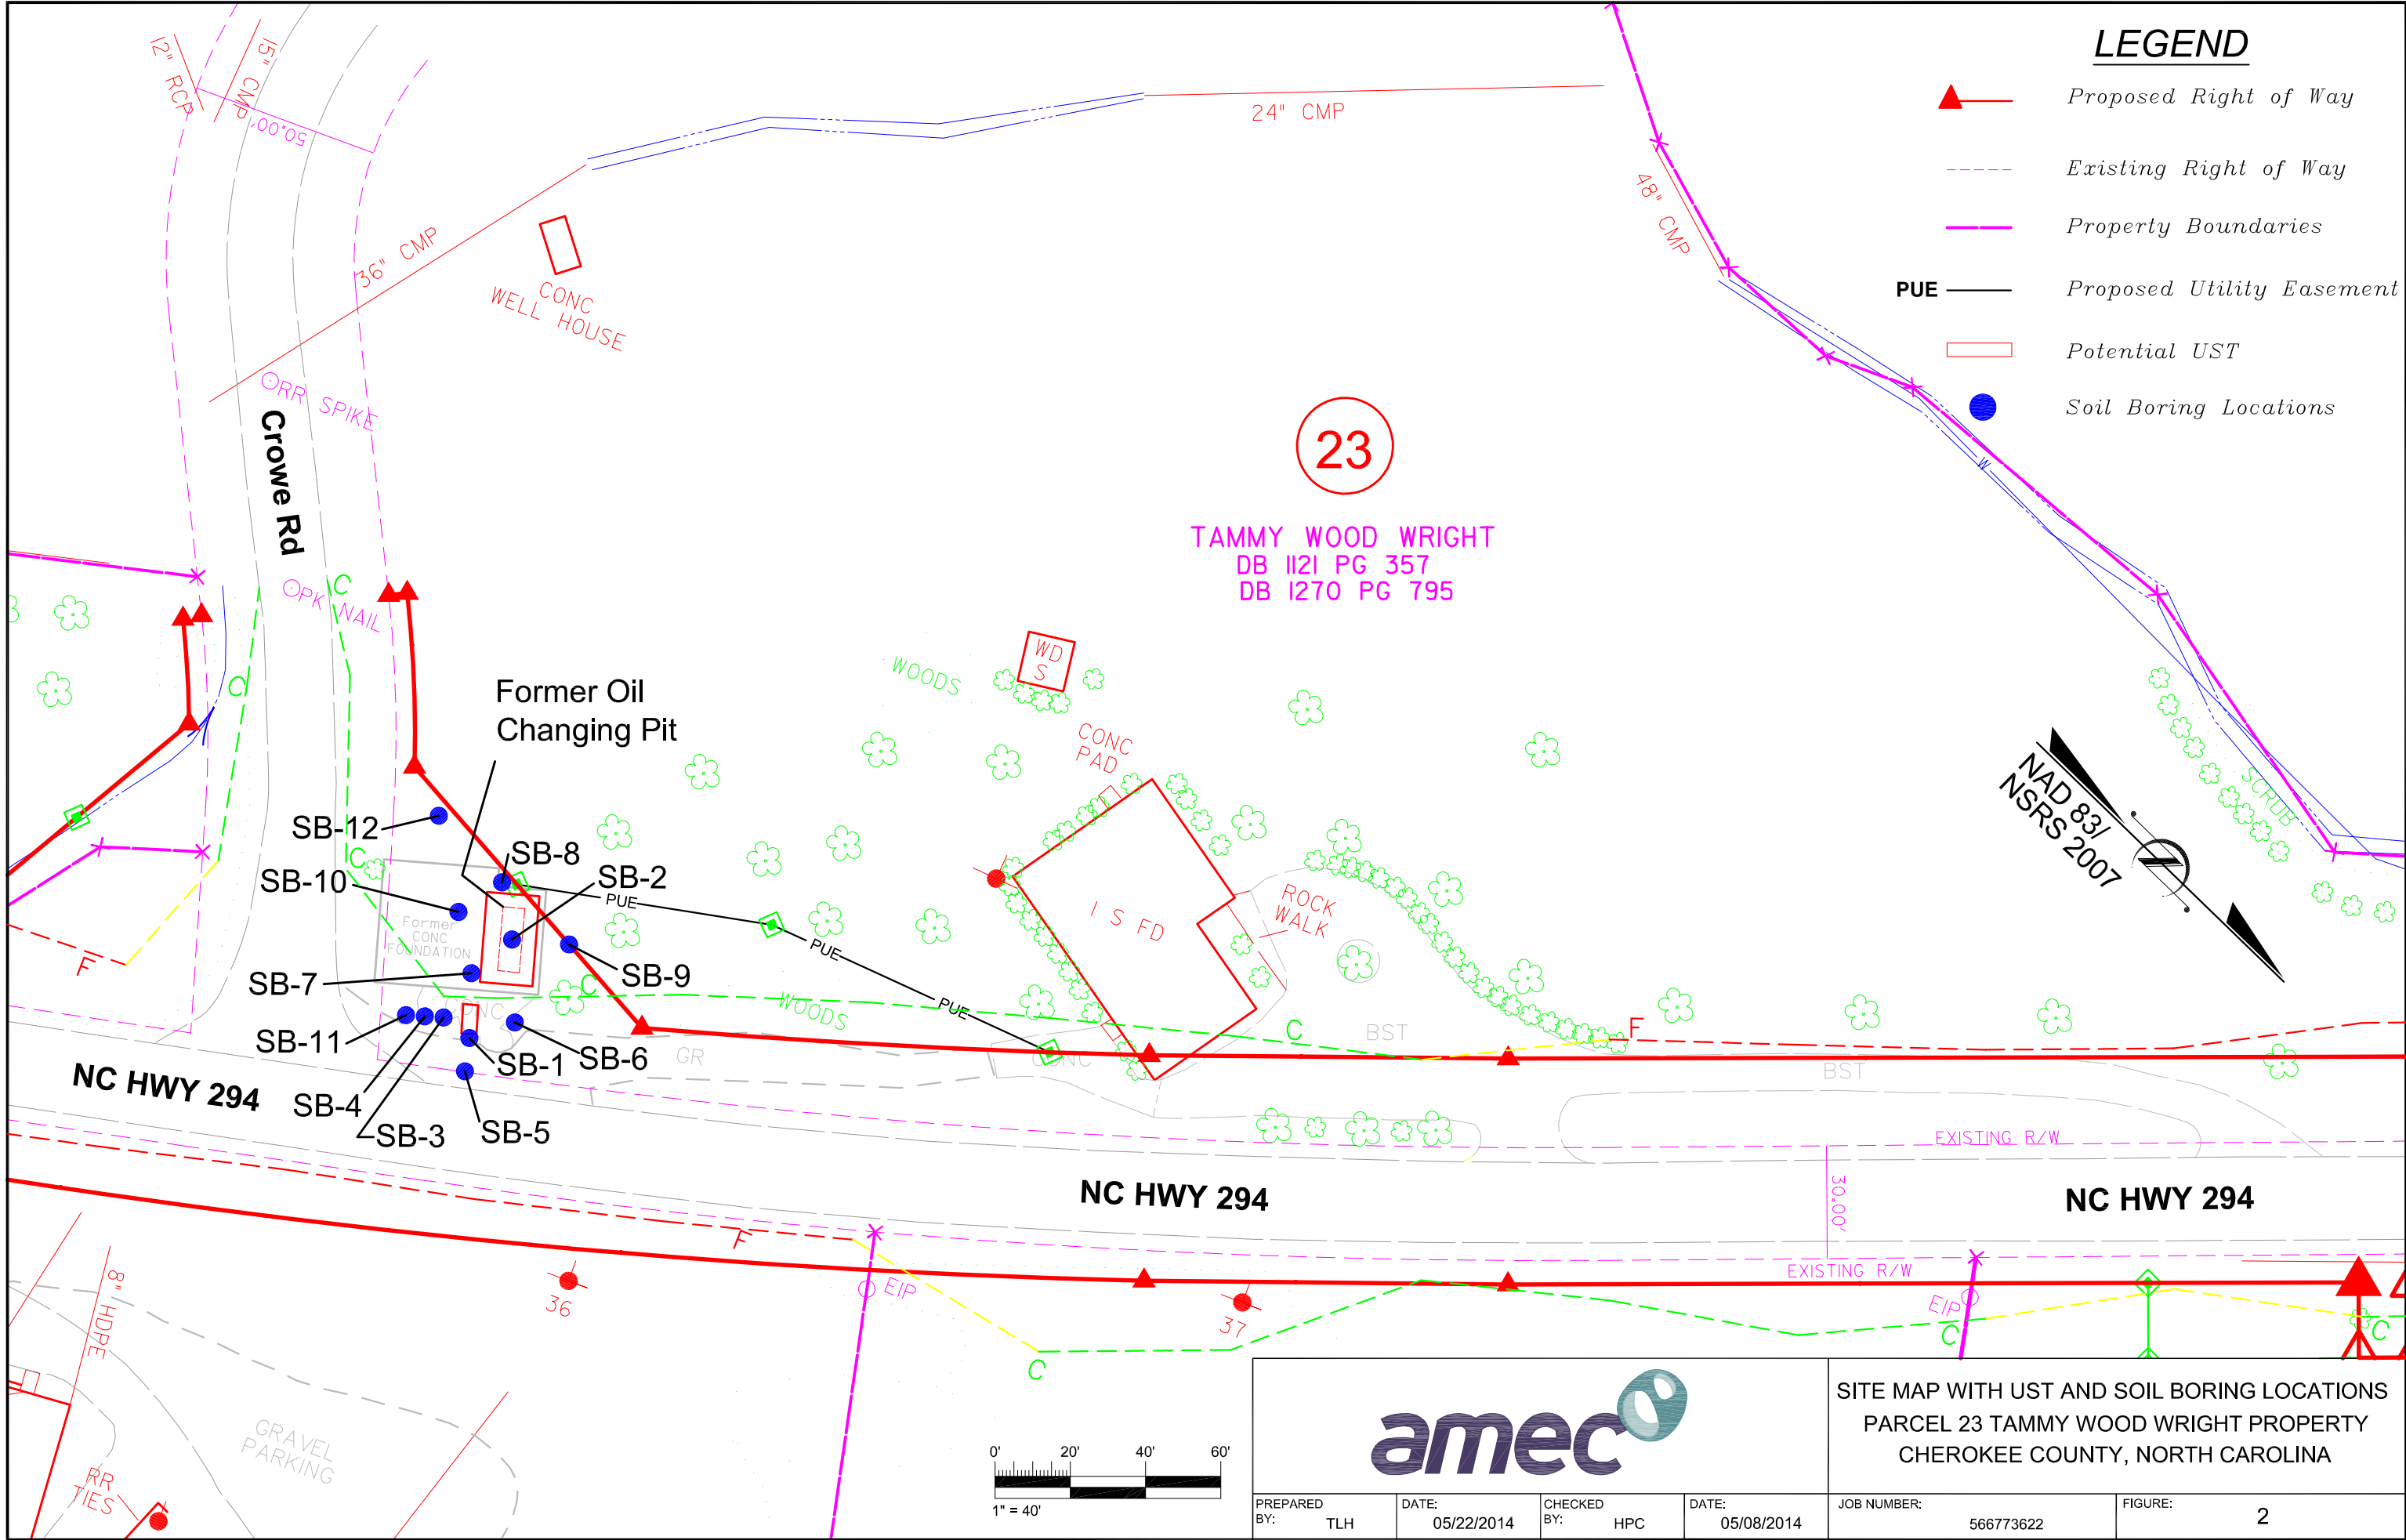 LEGEND
Proposed Right of Way
Existing Right of Way
Property Boundaries
PUE
Proposed Utility Easement
Potential UST
Soil Boring Locations
12" RCP
15" CMP
50.00'
24" CMP
36" CMP
48" CMP
CONC
WELL HOUSE
RR SPIKE
Crowe Rd
23
TAMMY WOOD WRIGHT
DB 1121 PG 357
DB 1270 PG 795
W
PK NAIL
C
C
WOODS
WD
S
Former Oil
Changing Pit
CONC
PAD
NAD 83/
NSRS 2007
SCRUB
SB-12
C
SB-8
SB-10
SB-2
PUE
Former
CONC
FOUNDATION
ROCK
WALK
I S FD
F
PUE
SB-7
SB-9
C
WOODS
PUE
CONC
SB-11
SB-1
SB-6
GR
CONC
C
BST
F
BST
NC HWY 294
SB-4
SB-3
SB-5
EXISTING R/W
30.00'
NC HWY 294
NC HWY 294
F
EXISTING R/W
8" HDPE
36
EIP
37
EIP
C
C
C
GRAVEL
PARKING
RR
TIES
0' 20' 40' 60'
1" = 40'
amec
SITE MAP WITH UST AND SOIL BORING LOCATIONS
PARCEL 23 TAMMY WOOD WRIGHT PROPERTY
CHEROKEE COUNTY, NORTH CAROLINA
PREPARED
BY: TLH
DATE:
05/22/2014
CHECKED
BY: HPC
DATE:
05/08/2014
JOB NUMBER:
566773622
FIGURE:
2